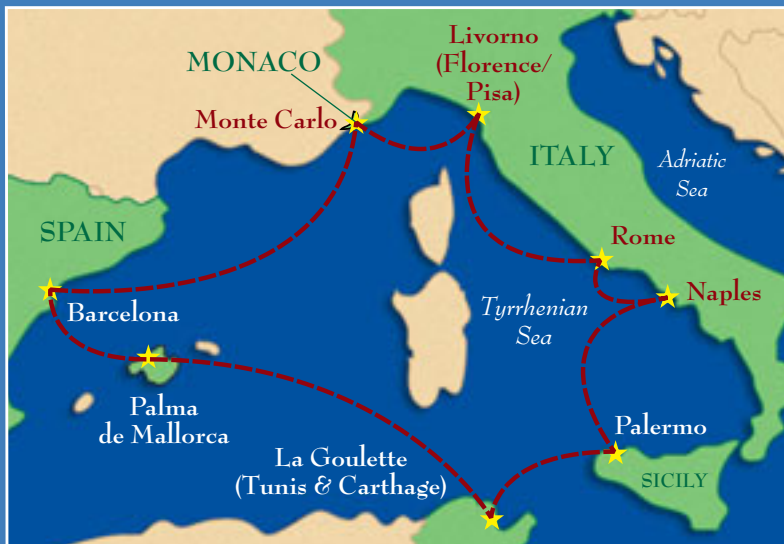 Livorno
(Florence/
Pisa)
MONACO
Monte Carlo
ITALY
Adriatic
Sea
SPAIN
Rome
Naples
Barcelona
Tyrrhenian
Sea
Palma
de Mallorca
Palermo
La Goulette
(Tunis & Carthage)
SICILY